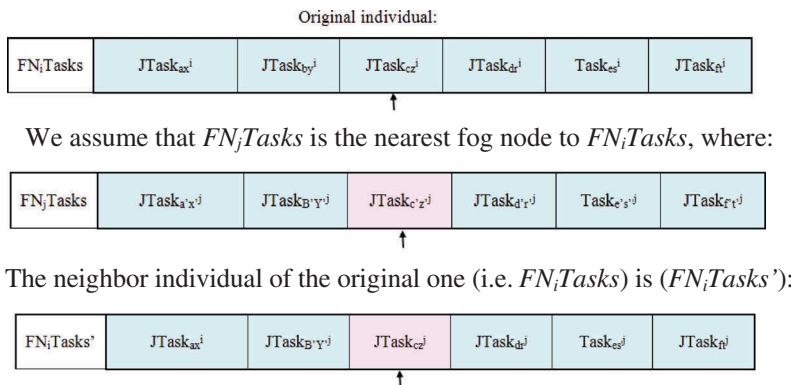 Original individual:
FNiTasks JTaskaxi JTaskbyi JTaskczi JTaskdri Taskesi JTaskfti
We assume that FNjTasks is the nearest fog node to FNiTasks, where:
FNjTasks JTaska'x'j JTaskB'Y'j JTaskc'z'j JTaskd'r'j Taske's'j JTaskf't'j
The neighbor individual of the original one (i.e. FNiTasks) is (FNiTasks’):
FNiTasks’ JTaskaxj JTaskB'Y'j JTaskczj JTaskdrj Taskesj JTaskftj